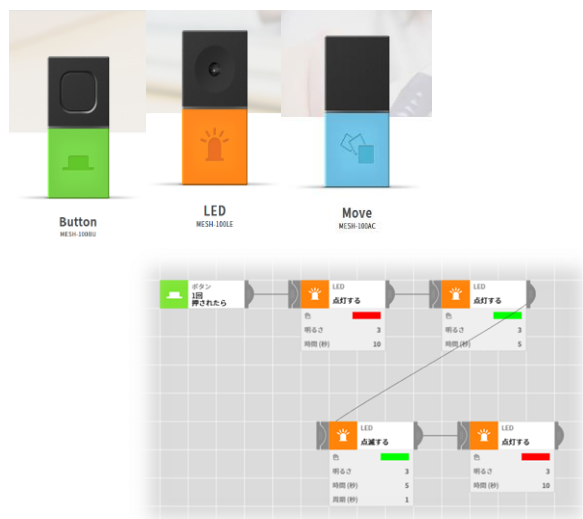 Button
MESH-100BU
LED
MESH-100LE
Move
MESH-100AC
ボタン
1回
押されたら
LED
点灯する
色
明るさ 3
時間 (秒) 10
LED
点灯する
色
明るさ 3
時間 (秒) 5
LED
点滅する
色
明るさ 3
時間 (秒) 5
周期 (秒) 1
LED
点灯する
色
明るさ 3
時間 (秒) 10